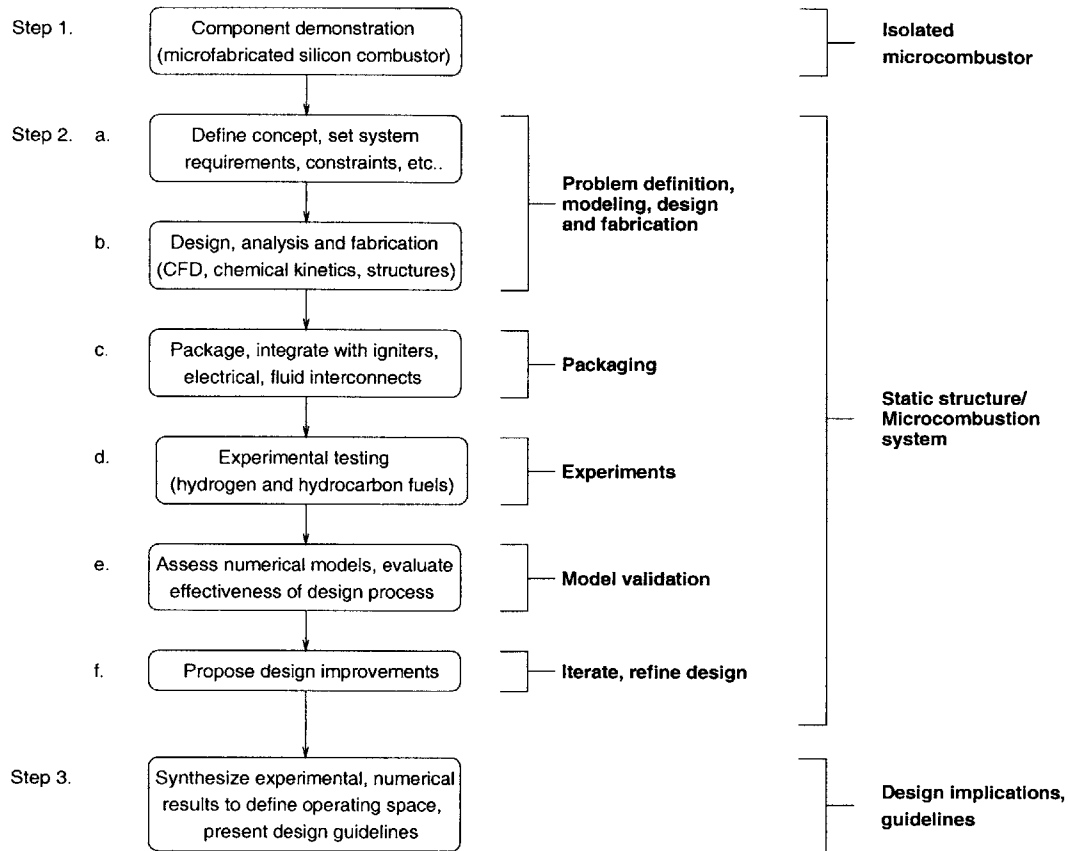 Step 1.
Component demonstration
(microfabricated silicon combustor)
Isolated
microcombustor
Step 2.
a.
Define concept, set system
requirements, constraints, etc..
Problem definition,
modeling, design
and fabrication
b.
Design, analysis and fabrication
(CFD, chemical kinetics, structures)
c.
Package, integrate with igniters,
electrical, fluid interconnects
Packaging
Static structure/
Microcombustion
system
d.
Experimental testing
(hydrogen and hydrocarbon fuels)
Experiments
e.
Assess numerical models, evaluate
effectiveness of design process
Model validation
f.
Propose design improvements
Iterate, refine design
Step 3.
Synthesize experimental, numerical
results to define operating space,
present design guidelines
Design implications,
guidelines